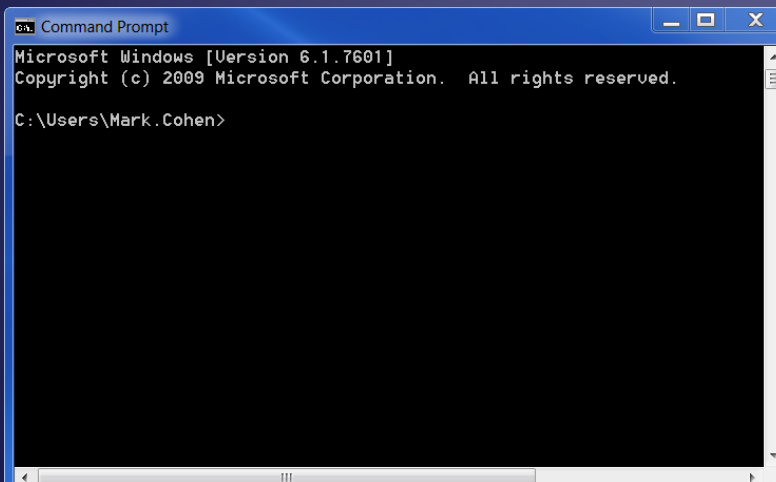 Command Prompt
Microsoft Windows [Version 6.1.7601]
Copyright (c) 2009 Microsoft Corporation.  All rights reserved.
C:\Users\Mark.Cohen>